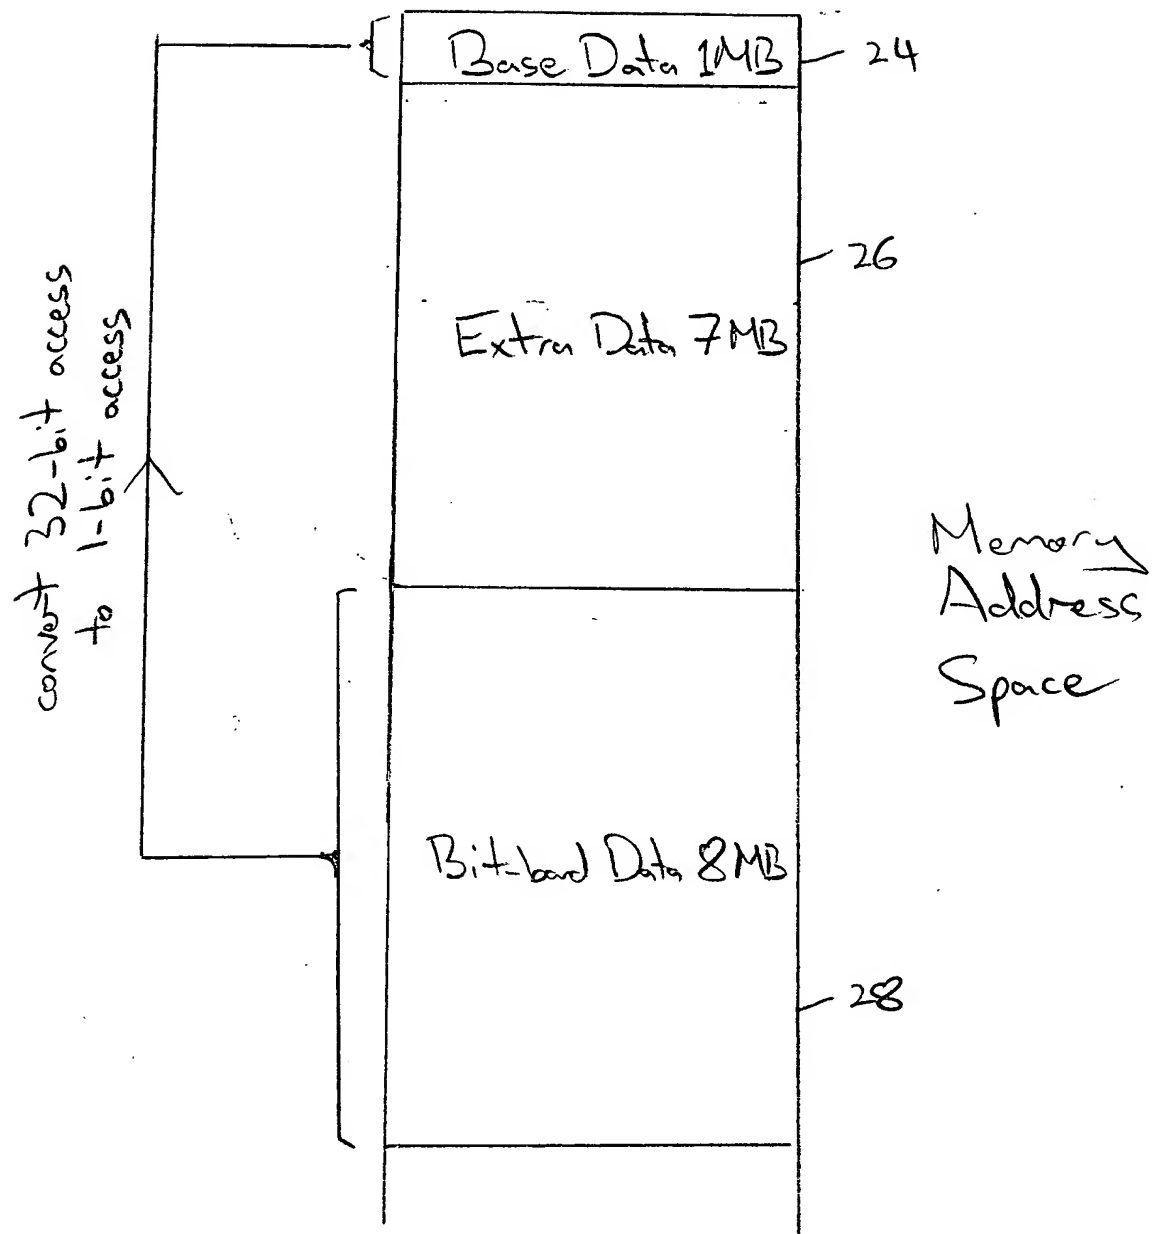 Base Data 1MB
24
26
Extra Data 7MB
convert 32-bit access
to 1-bit access
Memory
Address
Space
Bit-band Data 8MB
28